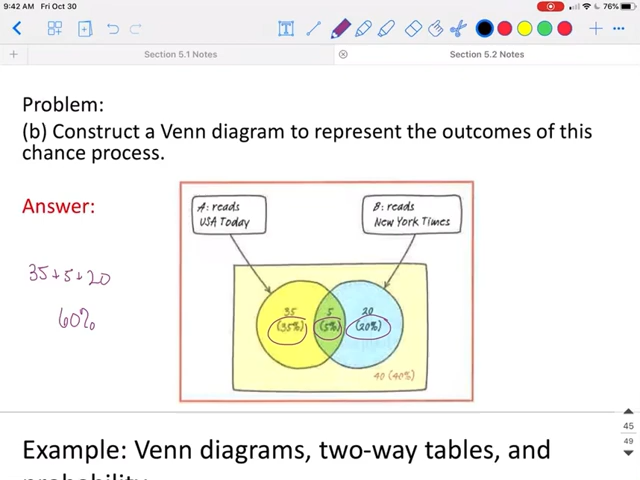 9:42 AM Fri Oct 30
76%
Section 5.1 Notes
Section 5.2 Notes
Problem:
(b) Construct a Venn diagram to represent the outcomes of this
chance process.
Answer:
A: reads
USA Today
B: reads
New York Times
35+5+20
60%
35
(35%)
5
(5%)
20
(20%)
40 (40%)
45
49
Example: Venn diagrams, two-way tables, and
probability